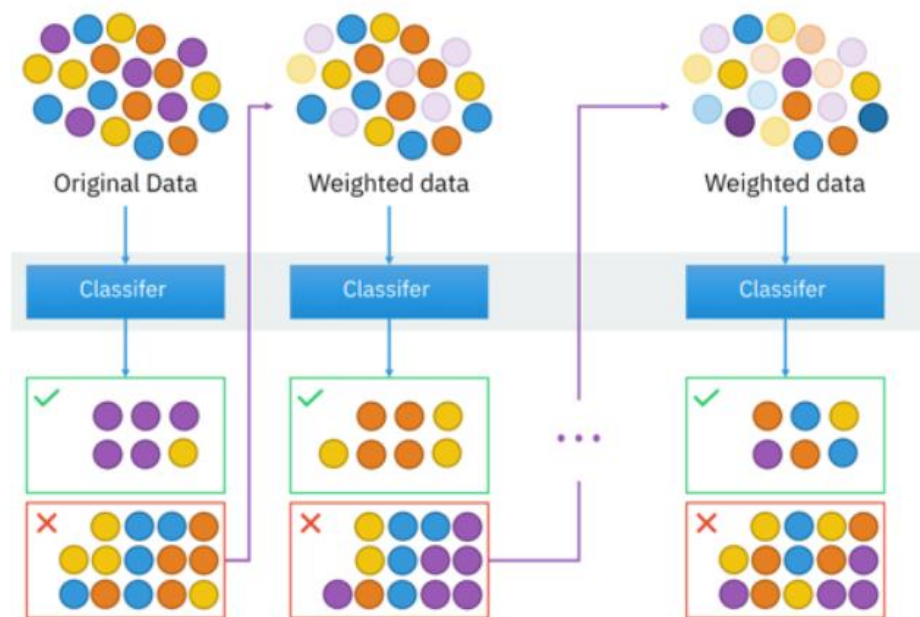 Original Data
Weighted data
Weighted data
Classifer
Classifer
Classifer
...